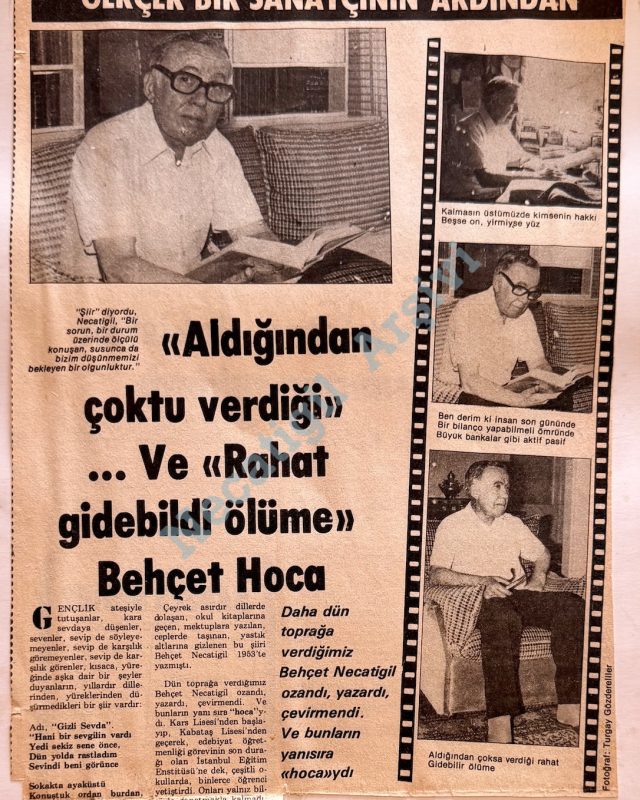 GERÇEK BİR SANATÇININ ARDINDAN
"Şiir" diyordu,
Necatigil, "Bir
sorun, bir durum
üzerinde ölçülü
konuşan, susunca da
bizim düşünmemizi
bekleyen bir olgunluktur."
«Aldığından
çoktu verdiği»
... Ve «Rahat
gidebildi ölüme»
Behçet Hoca
GENÇLİK ateşiyle
tutuşanlar, kara
sevdaya düşenler,
sevenler, sevip de söyleye-
meyenler, sevip de karşılık
göremeyenler, sevip de kar-
şılık görenler, kısaca, yüre-
ğinde aşka dair bir şeyler
duyanların, yıllardır dille-
rinden, yüreklerinden dü-
şürmedikleri bir şiir vardır:
Adı, "Gizli Sevda".
"Hani bir sevgilin vardı
Yedi sekiz sene önce,
Dün yolda rastladım
Sevindi beni görünce
Sokakta ayaküstü
Konuştuk ordan burdan,
Çeyrek asırdır dillerde
dolaşan, okul kitaplarına
geçen, mektuplara yazılan,
ceplerde taşınan, yastık
altlarına gizlenen bu şiiri
Behçet Necatigil 1953'te
yazmıştı.
Dün toprağa verdiğimiz
Behçet Necatigil ozandı,
yazardı, çevirmendi. Ve
bunların yanı sıra "hoca"y-
dı. Kars Lisesi'nden başla-
yıp, Kabataş Lisesi'nden
geçerek, edebiyat öğret-
menliği görevinin son dura-
ğı olan İstanbul Eğitim
Enstitüsü'ne dek, çeşitli o-
kullarda, binlerce öğrenci
yetiştirdi. Onları yalnız bil-
Daha dün
toprağa
verdiğimiz
Behçet Necatigil
ozandı, yazardı,
çevirmendi.
Ve bunların
yanısıra
«hoca»ydı
Kalmasın üstümüzde kimsenin hakkı
Beşse on, yirmiyse yüz
Ben derim ki insan son gününde
Bir bilanço yapabilmeli ömründe
Büyük bankalar gibi aktif pasif
Aldığından çoksa verdiği rahat
Gidebilir ölüme
Fotoğraf: Turgay Gözdereliler
Necatigil Arşivi